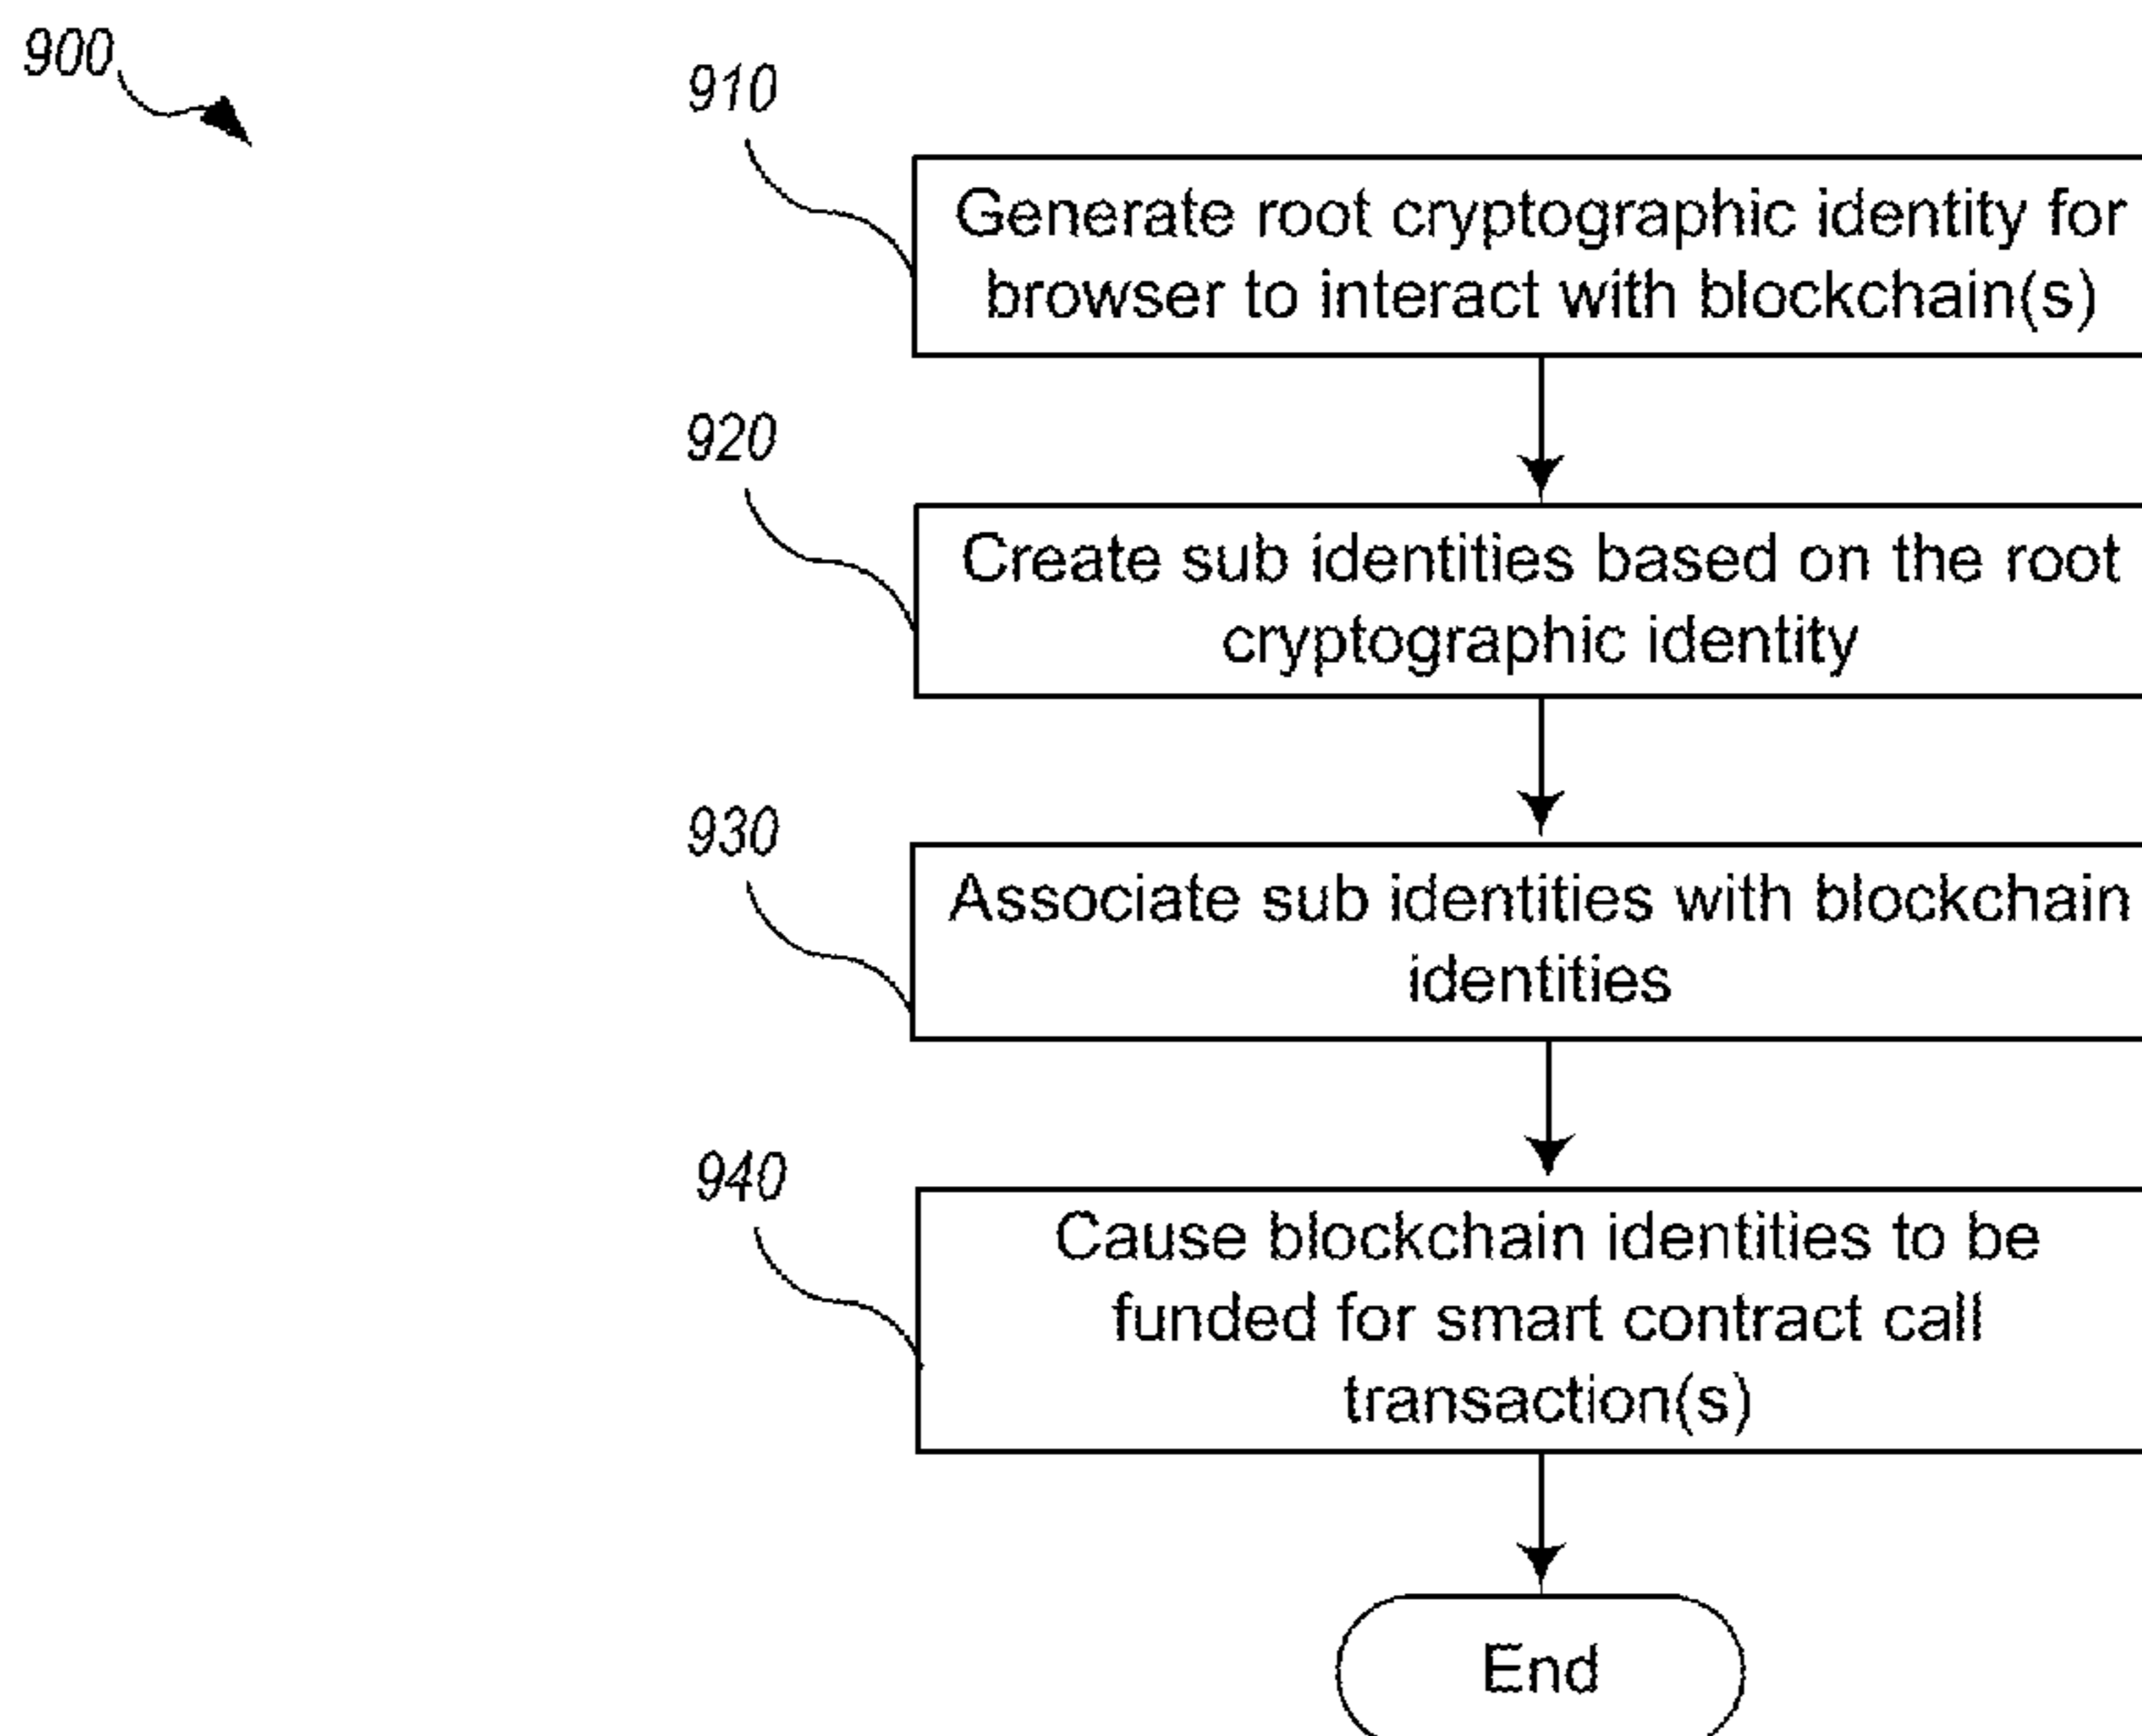 900
910
Generate root cryptographic identity for
browser to interact with blockchain(s)
920
Create sub identities based on the root
cryptographic identity
930
Associate sub identities with blockchain
identities
940
Cause blockchain identities to be
funded for smart contract call
transaction(s)
End